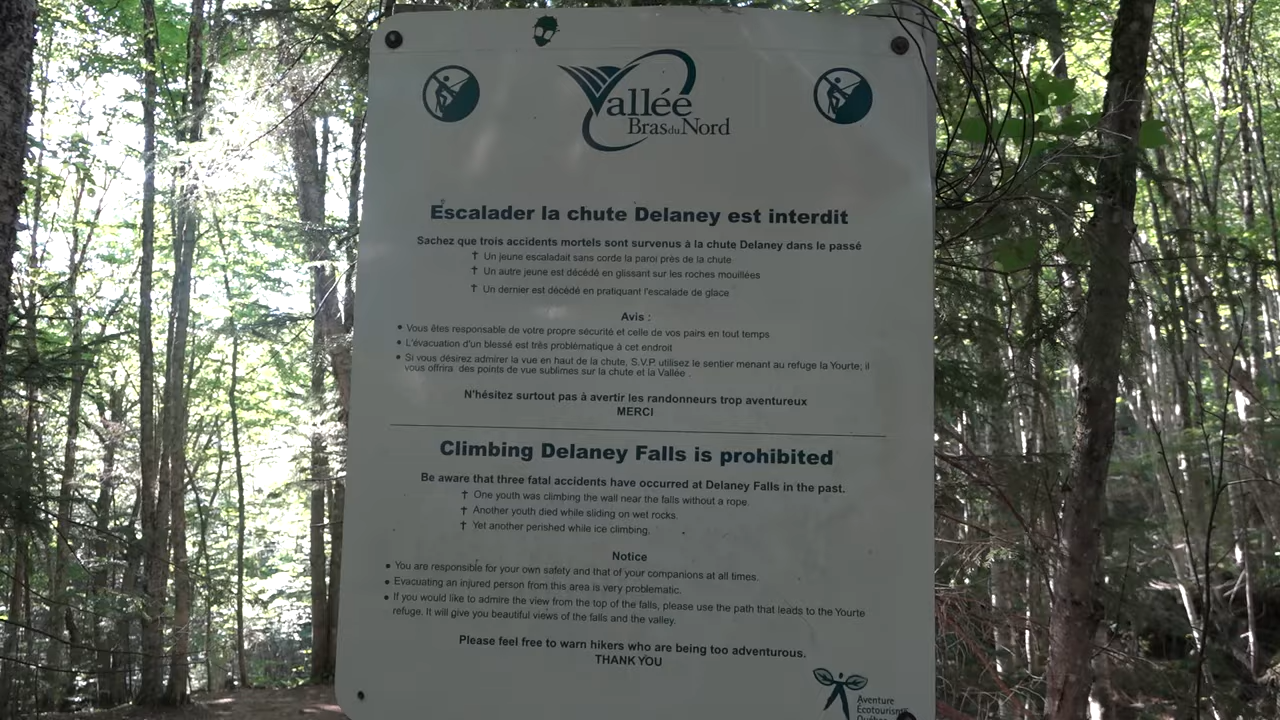 Vallée
Bras du Nord
Escalader la chute Delaney est interdit
Sachez que trois accidents mortels sont survenus à la chute Delaney dans le passé
† Un jeune escaladait sans corde la paroi près de la chute
† Un autre jeune est décédé en glissant sur les roches mouillées
† Un dernier est décédé en pratiquant l'escalade de glace
Avis :
• Vous êtes responsable de votre propre sécurité et celle de vos pairs en tout temps
• L'évacuation d'un blessé est très problématique à cet endroit
• Si vous désirez admirer la vue en haut de la chute, S.V.P. utilisez le sentier menant au refuge la Yourte; il
vous offrira des points de vue sublimes sur la chute et la Vallée .
N'hésitez surtout pas à avertir les randonneurs trop aventureux
MERCI
Climbing Delaney Falls is prohibited
Be aware that three fatal accidents have occurred at Delaney Falls in the past.
† One youth was climbing the wall near the falls without a rope.
† Another youth died while sliding on wet rocks.
† Yet another perished while ice climbing.
Notice
• You are responsible for your own safety and that of your companions at all times.
• Evacuating an injured person from this area is very problematic.
• If you would like to admire the view from the top of the falls, please use the path that leads to the Yourte
refuge. It will give you beautiful views of the falls and the valley.
Please feel free to warn hikers who are being too adventurous.
THANK YOU
Aventure
Écotourisme